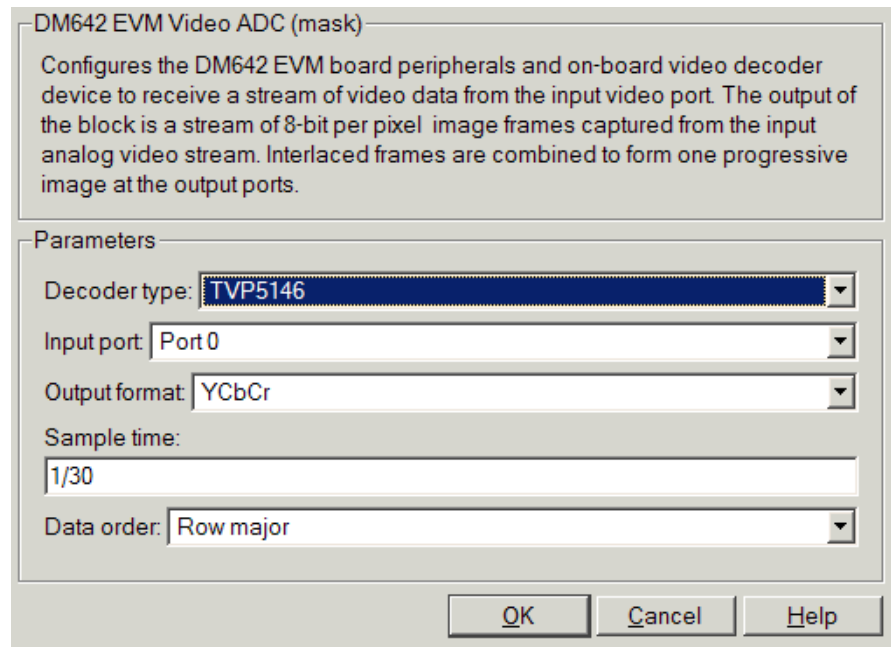 DM642 EVM Video ADC (mask)
Configures the DM642 EVM board peripherals and on-board video decoder
device to receive a stream of video data from the input video port. The output of
the block is a stream of 8-bit per pixel image frames captured from the input
analog video stream. Interlaced frames are combined to form one progressive
image at the output ports.
Parameters
Decoder type: TVP5146
Input port: Port 0
Output format: YCbCr
Sample time:
1/30
Data order: Row major
OK Cancel Help